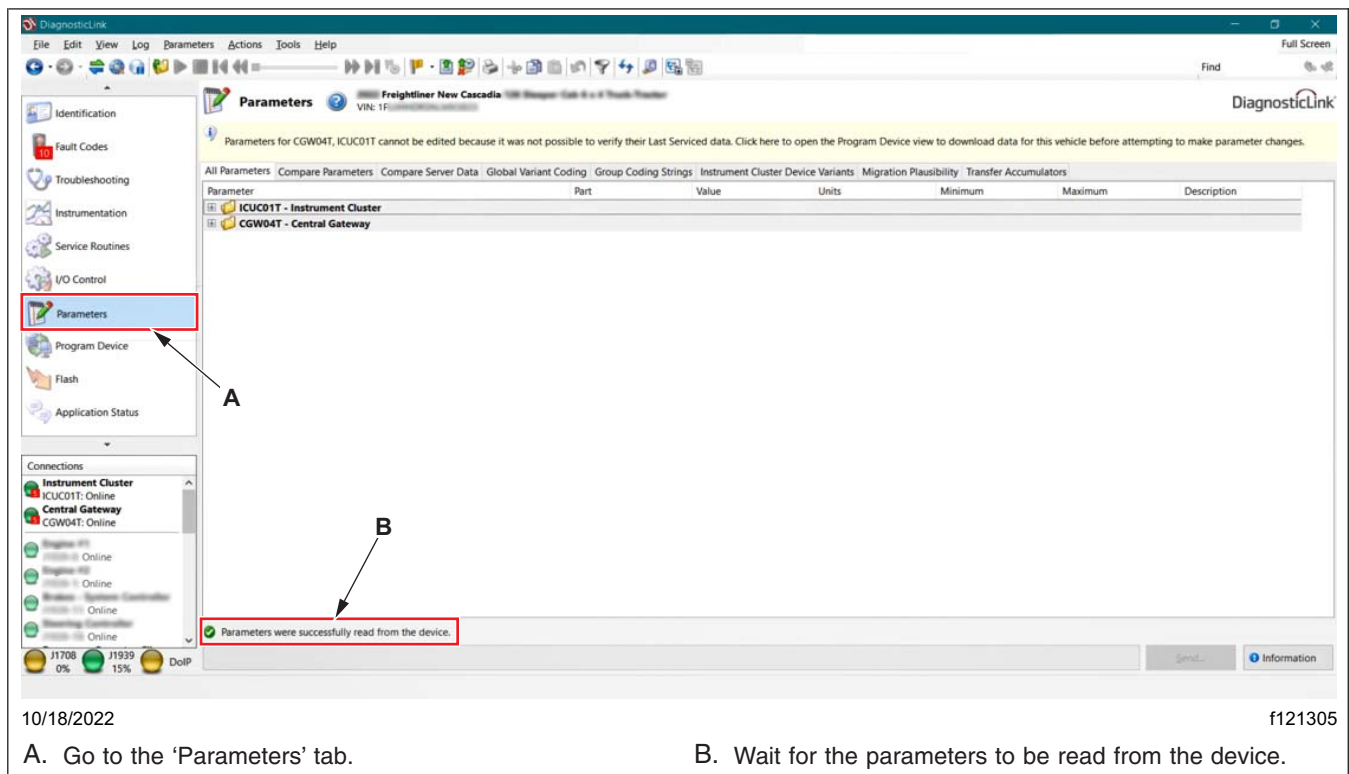 DiagnosticLink
File Edit View Log Parameters Actions Tools Help
Full Screen
Find
Identification
10
Fault Codes
Troubleshooting
Instrumentation
Service Routines
I/O Control
Parameters
Program Device
Flash
Application Status
A
Connections
Instrument Cluster
ICUC01T: Online
Central Gateway
CGW04T: Online
Online
Online
Online
Online
J1708
0%
J1939
15%
DoIP
Parameters
Freightliner New Cascadia
VIN: 1F
DiagnosticLink
Parameters for CGW04T, ICUC01T cannot be edited because it was not possible to verify their Last Serviced data. Click here to open the Program Device view to download data for this vehicle before attempting to make parameter changes.
All Parameters Compare Parameters Compare Server Data Global Variant Coding Group Coding Strings Instrument Cluster Device Variants Migration Plausibility Transfer Accumulators
Parameter Part Value Units Minimum Maximum Description
ICUC01T - Instrument Cluster
CGW04T - Central Gateway
B
Parameters were successfully read from the device.
Send...
Information
10/18/2022
f121305
A. Go to the ‘Parameters’ tab.
B. Wait for the parameters to be read from the device.